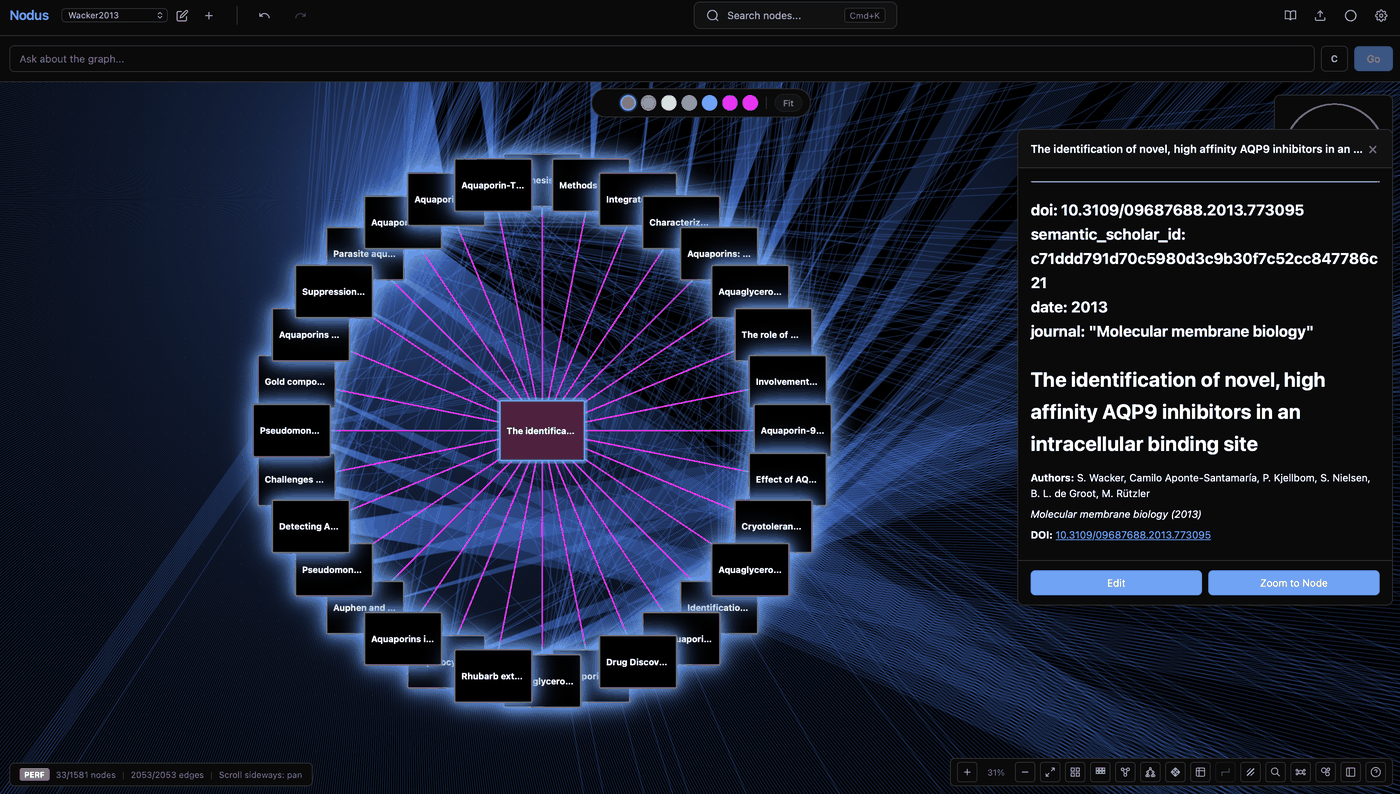 Nodus
Wacker2013
Search nodes...
Cmd+K
Ask about the graph...
C
Go
Fit
Aquaporin-T...
Methods
Integrat
Aquapor
Characteriz...
Parasite aqu...
Aquaporins: ...
Suppression...
Aquaglycero...
Aquaporins ...
The role of ...
Gold compo...
Involvement...
Pseudomon...
The identifica...
Aquaporin-9...
Challenges ...
Effect of AQ...
Detecting A...
Cryotoleran...
Pseudomon...
Aquaglycero...
Auphen and ...
Identificatio...
Aquaporins i...
Drug Discov...
Rhubarb ext...
glycero...
The identification of novel, high affinity AQP9 inhibitors in an ...
doi: 10.3109/09687688.2013.773095
semantic_scholar_id:
c71ddd791d70c5980d3c9b30f7c52cc847786c
21
date: 2013
journal: "Molecular membrane biology"
The identification of novel, high
affinity AQP9 inhibitors in an
intracellular binding site
Authors: S. Wacker, Camilo Aponte-Santamaría, P. Kjellbom, S. Nielsen,
B. L. de Groot, M. Rützler
Molecular membrane biology (2013)
DOI: 10.3109/09687688.2013.773095
Edit
Zoom to Node
PERF 33/1581 nodes | 2053/2053 edges | Scroll sideways: pan
31%